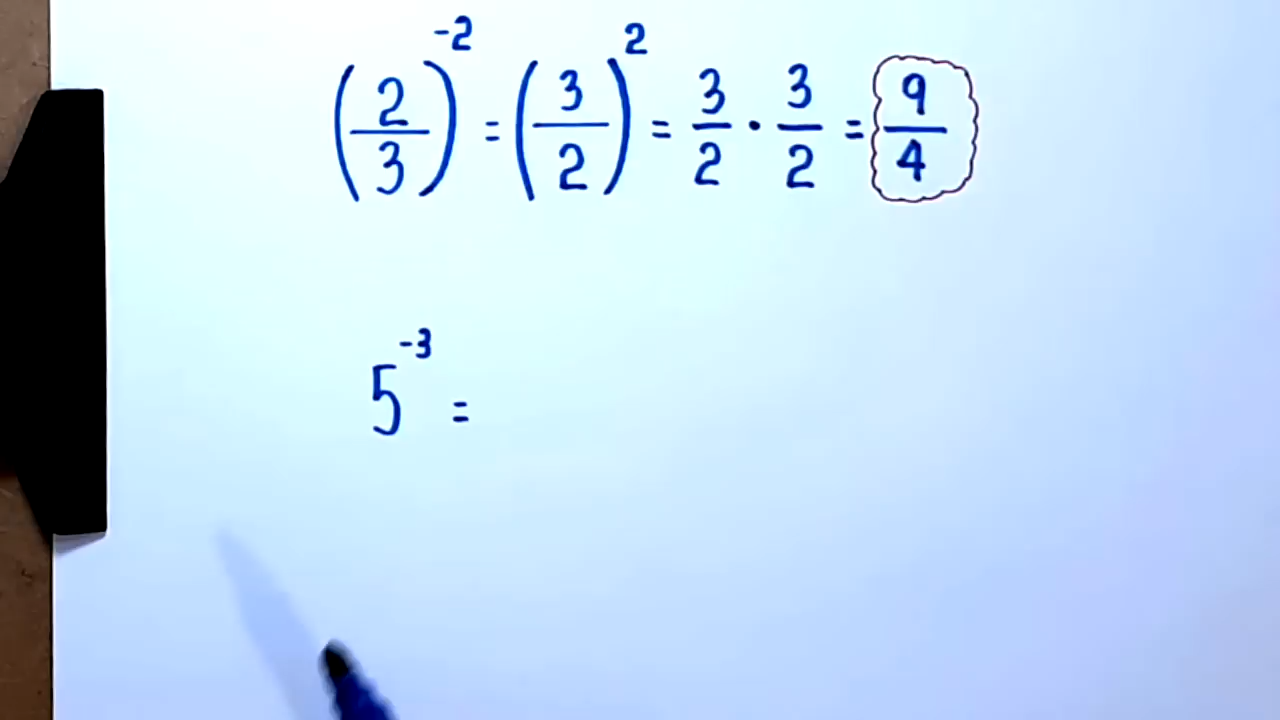 (2/3)^-2 = (3/2)^2 = 3/2 · 3/2 = 9/4
5^-3 =